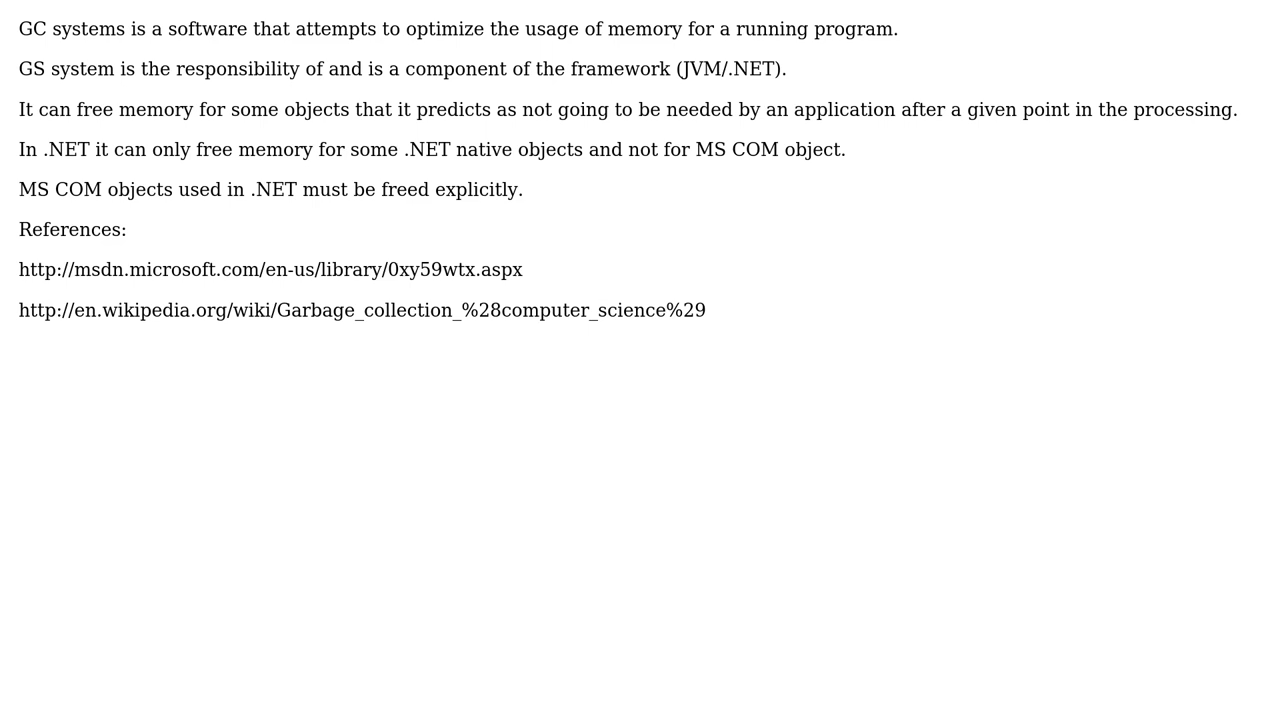 GC systems is a software that attempts to optimize the usage of memory for a running program.
GS system is the responsibility of and is a component of the framework (JVM/.NET).
It can free memory for some objects that it predicts as not going to be needed by an application after a given point in the processing.
In .NET it can only free memory for some .NET native objects and not for MS COM object.
MS COM objects used in .NET must be freed explicitly.
References:
http://msdn.microsoft.com/en-us/library/0xy59wtx.aspx
http://en.wikipedia.org/wiki/Garbage_collection_%28computer_science%29